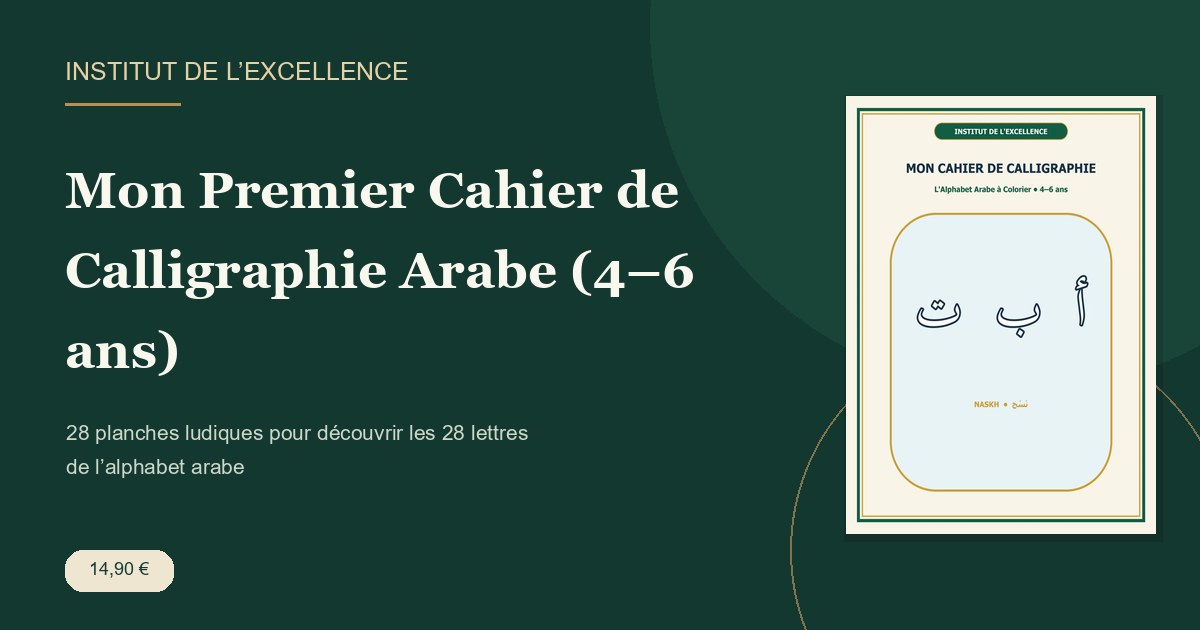 INSTITUT DE L’EXCELLENCE
Mon Premier Cahier de
Calligraphie Arabe (4–6
ans)
28 planches ludiques pour découvrir les 28 lettres
de l’alphabet arabe
14,90 €
INSTITUT DE L’EXCELLENCE
MON CAHIER DE CALLIGRAPHIE
L’Alphabet Arabe à Colorier • 4–6 ans
أ ب ت
NASKH • نسخ